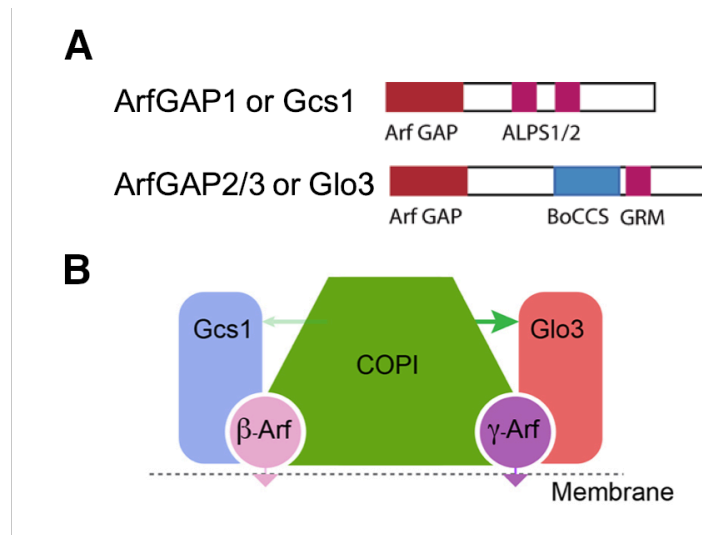 A
ArfGAP1 or Gcs1
Arf GAP
ALPS1/2
ArfGAP2/3 or Glo3
Arf GAP
BoCCS
GRM
B
Gcs1
COPI
Glo3
β-Arf
γ-Arf
Membrane